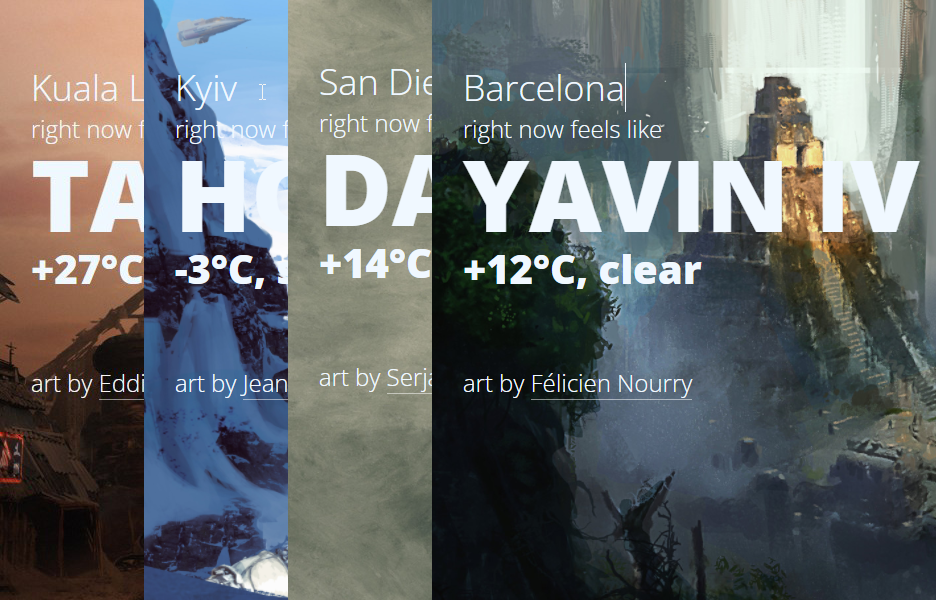 Kuala L
right now f
TA
+27°C
art by Eddi
Kyiv
right now f
HO
-3°C, s
art by Jean
San Die
right now f
DA
+14°C
art by Serja
Barcelona
right now feels like
YAVIN IV
+12°C, clear
art by Félicien Nourry